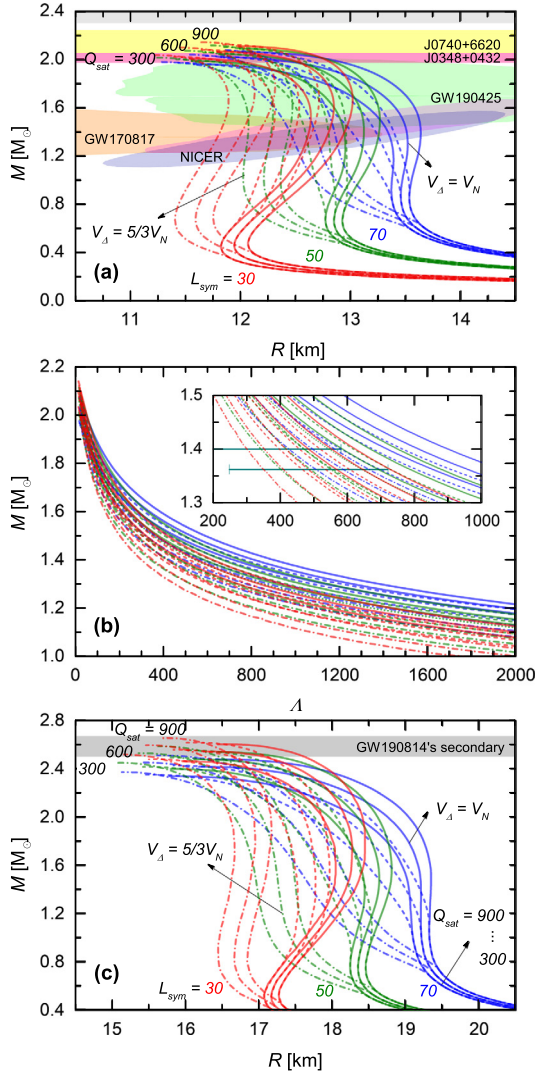 900
600
Q_sat = 300
J0740+6620
J0348+0432
GW190425
GW170817
NICER
V_Δ = V_N
V_Δ = 5/3V_N
70
50
L_sym = 30
(a)
M [M⊙]
2.4
2.0
1.6
1.2
0.8
0.4
0.0
11 12 13 14
R [km]
M [M⊙]
2.2
2.0
1.8
1.6
1.4
1.2
1.0
1.5
1.4
1.3
200 400 600 800 1000
(b)
0 400 800 1200 1600 2000
Λ
M [M⊙]
2.8
2.4
2.0
1.6
1.2
0.8
0.4
Q_sat = 900
600
300
GW190814's secondary
V_Δ = V_N
V_Δ = 5/3V_N
Q_sat = 900
⋮
300
(c)
L_sym = 30
50
70
15 16 17 18 19 20
R [km]